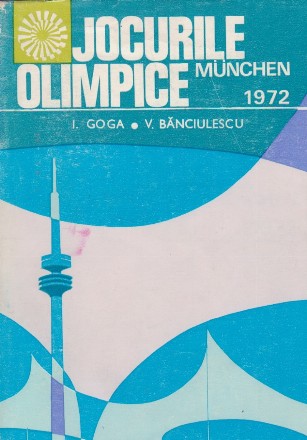 JOCURILE
OLIMPICE MÜNCHEN
1972
I. GOGA • V. BĂNCIULESCU